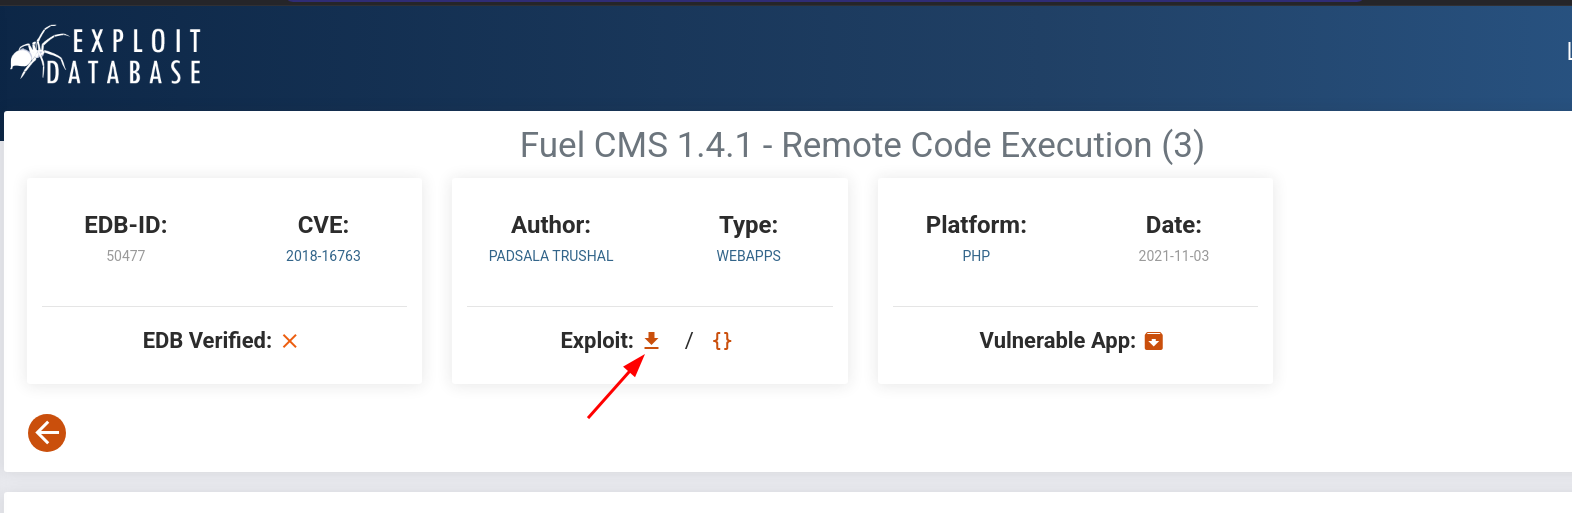 EXPLOIT
DATABASE
Fuel CMS 1.4.1 - Remote Code Execution (3)
EDB-ID:
50477
CVE:
2018-16763
EDB Verified:
Author:
PADSALA TRUSHAL
Type:
WEBAPPS
Exploit: / {}
Platform:
PHP
Date:
2021-11-03
Vulnerable App: